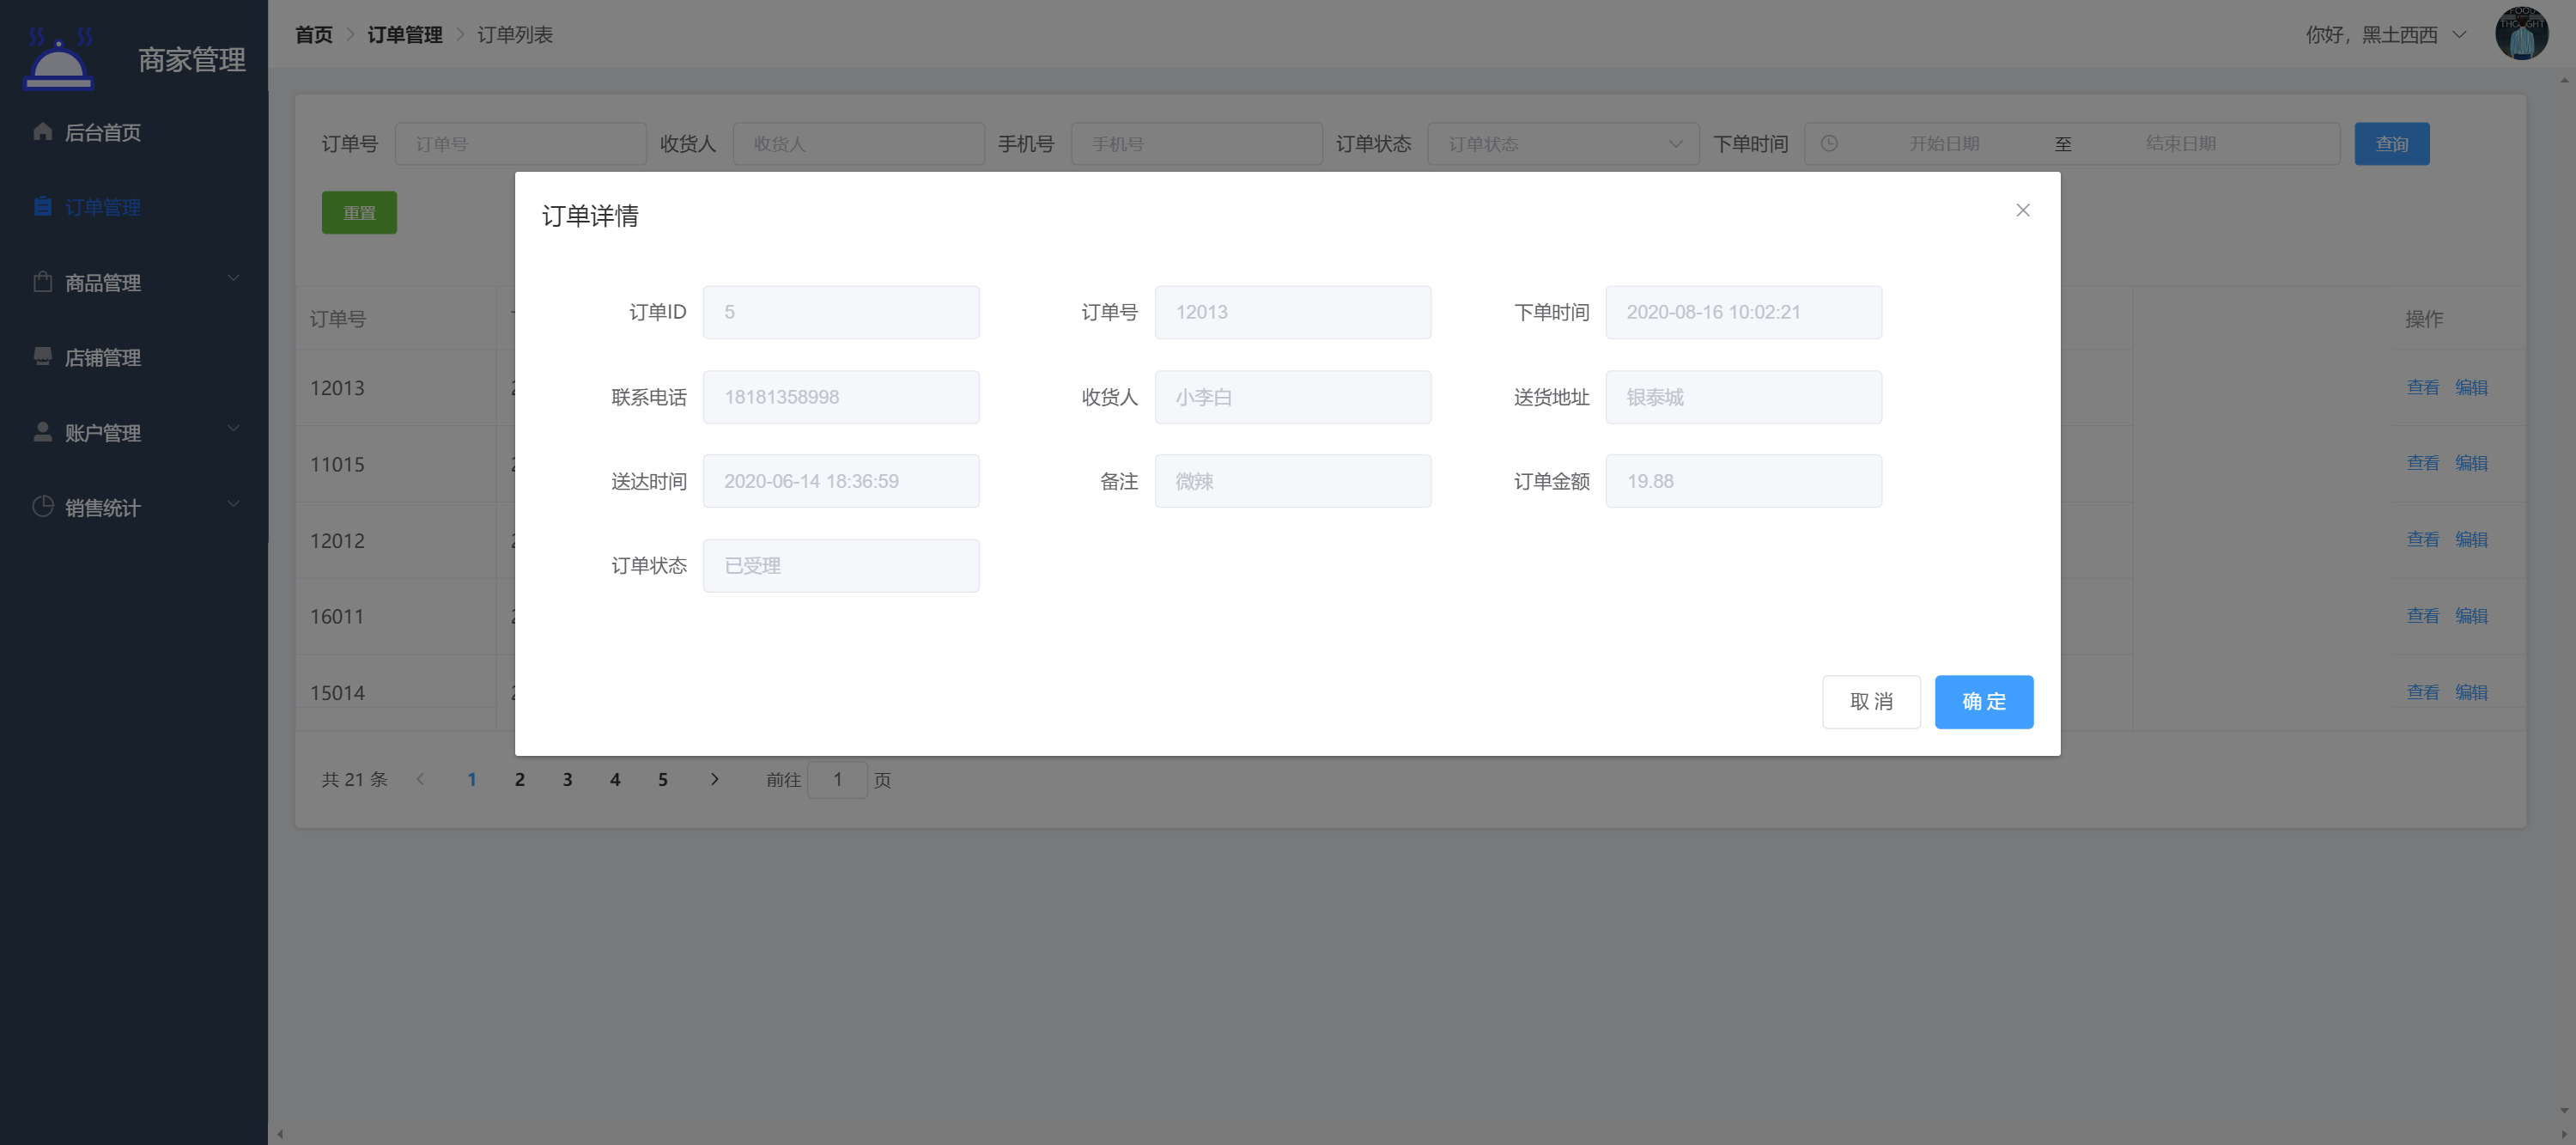 商家管理
首页
订单管理
订单列表
你好，黑土西西
后台首页
订单管理
商品管理
店铺管理
账户管理
销售统计
订单号 订单号 收货人 收货人 手机号 手机号 订单状态 订单状态 下单时间 开始日期 至 结束日期 查询
重置
订单号 操作
12013 查看 编辑
11015 查看 编辑
12012 查看 编辑
16011 查看 编辑
15014 查看 编辑
订单详情
订单ID 5 订单号 12013 下单时间 2020-08-16 10:02:21
联系电话 18181358998 收货人 小李白 送货地址 银泰城
送达时间 2020-06-14 18:36:59 备注 微辣 订单金额 19.88
订单状态 已受理
取 消 确 定
共 21 条 1 2 3 4 5 前往 1 页